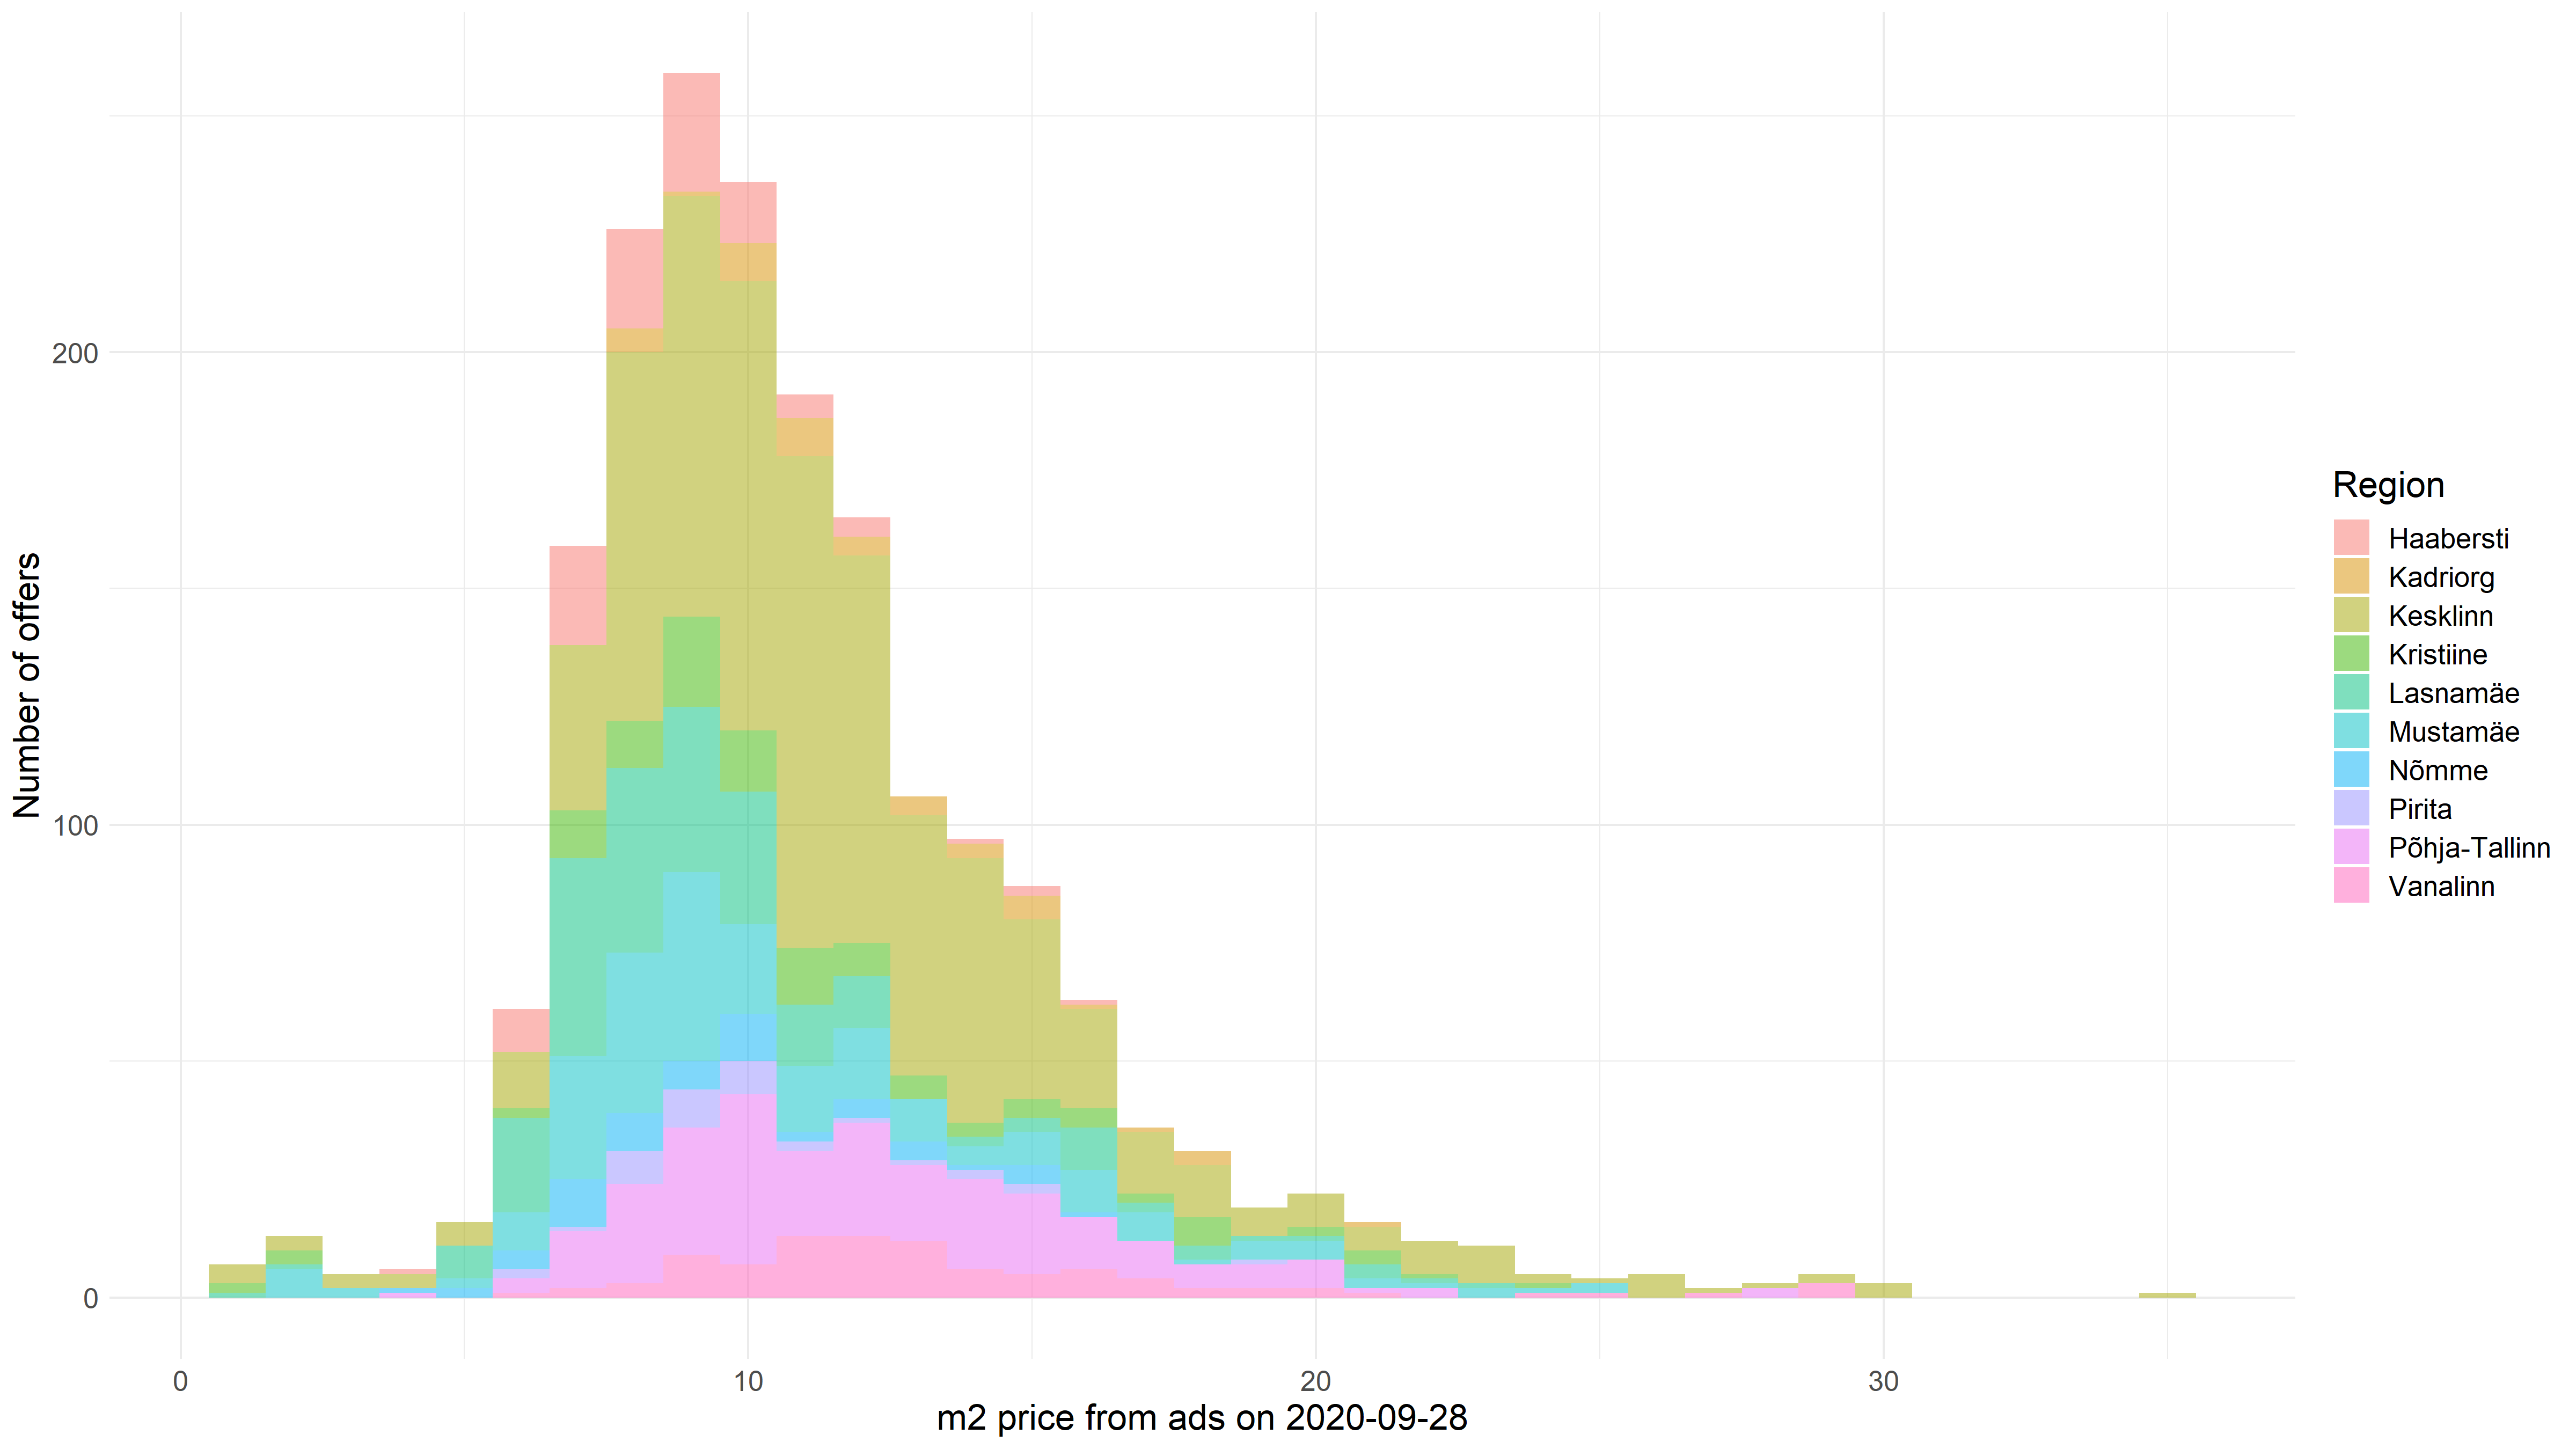 Number of offers
200
100
0
0
10
20
30
m2 price from ads on 2020-09-28
Region
Haabersti
Kadriorg
Kesklinn
Kristiine
Lasnamäe
Mustamäe
Nõmme
Pirita
Põhja-Tallinn
Vanalinn